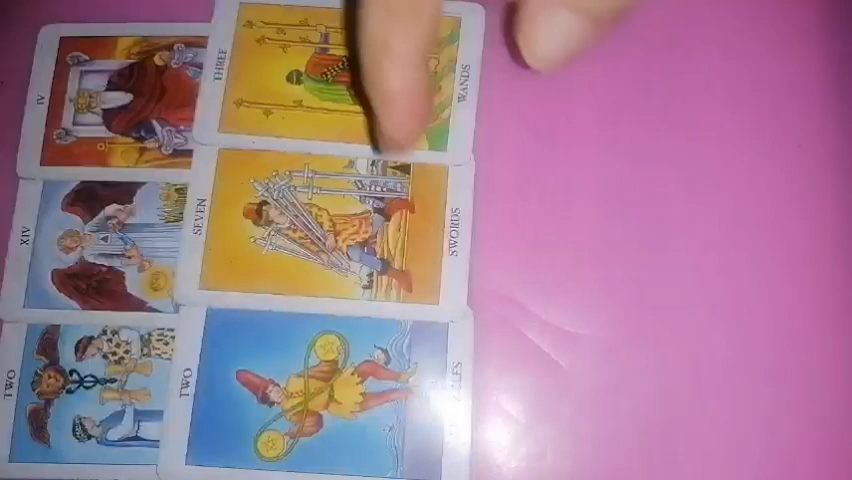 IV
THREE
WANDS
XIV
SEVEN
SWORDS
TWO
TWO